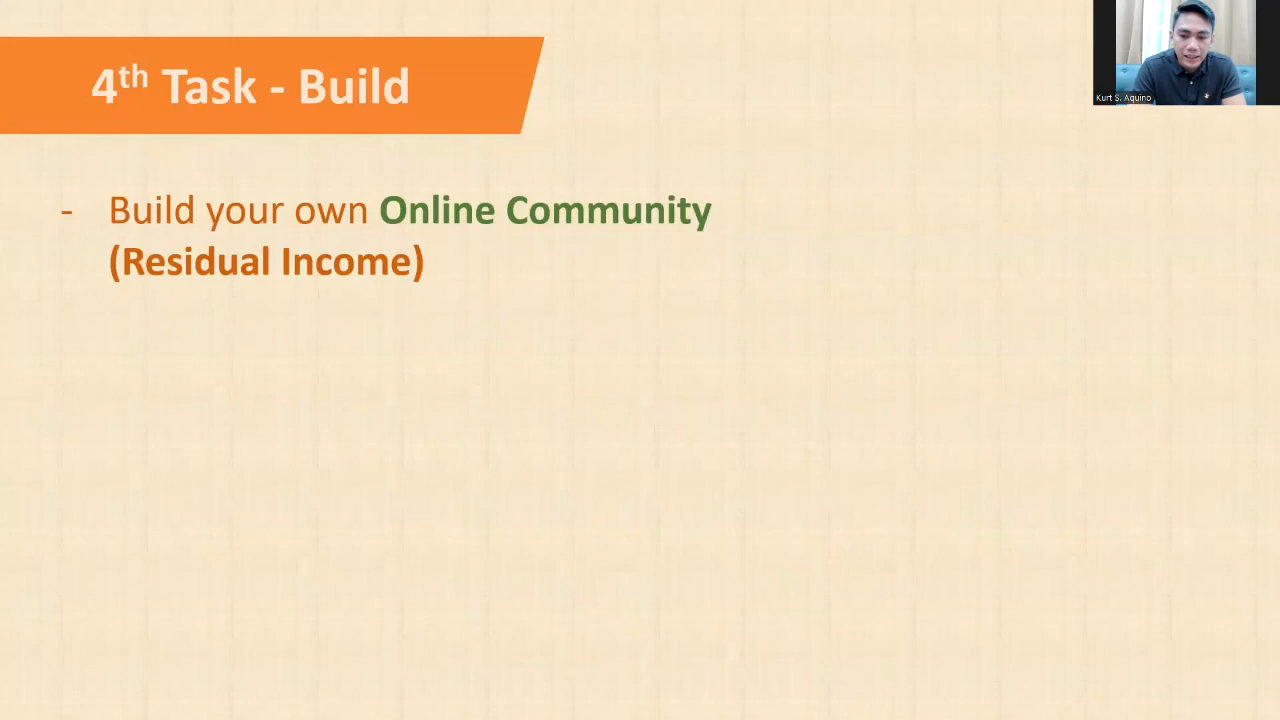 4th Task - Build
Kurt S. Aquino
- Build your own Online Community
(Residual Income)